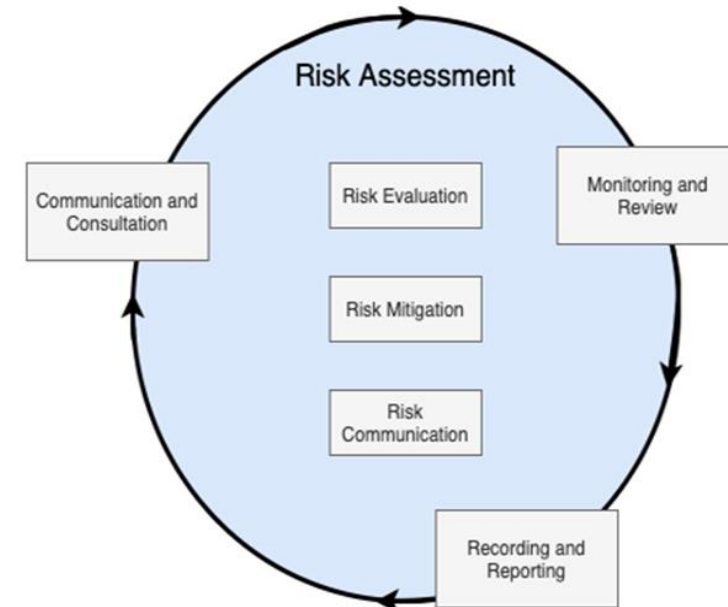 Risk Assessment
Communication and
Consultation
Risk Evaluation
Monitoring and
Review
Risk Mitigation
Risk
Communication
Recording and
Reporting